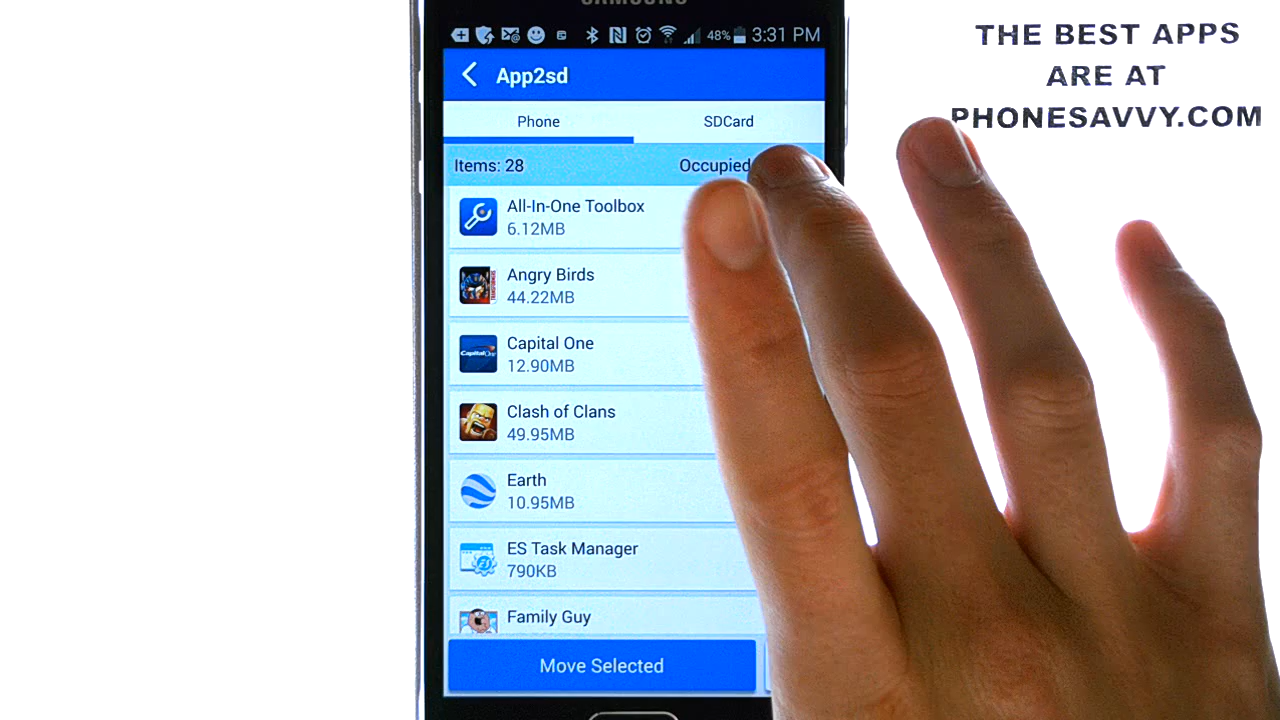 SAMSUNG
48% 3:31 PM
App2sd
Phone SDCard
Items: 28 Occupied
All-In-One Toolbox
6.12MB
Angry Birds
44.22MB
Capital One
12.90MB
Clash of Clans
49.95MB
Earth
10.95MB
ES Task Manager
790KB
Family Guy
Move Selected
THE BEST APPS
ARE AT
PHONESAVVY.COM